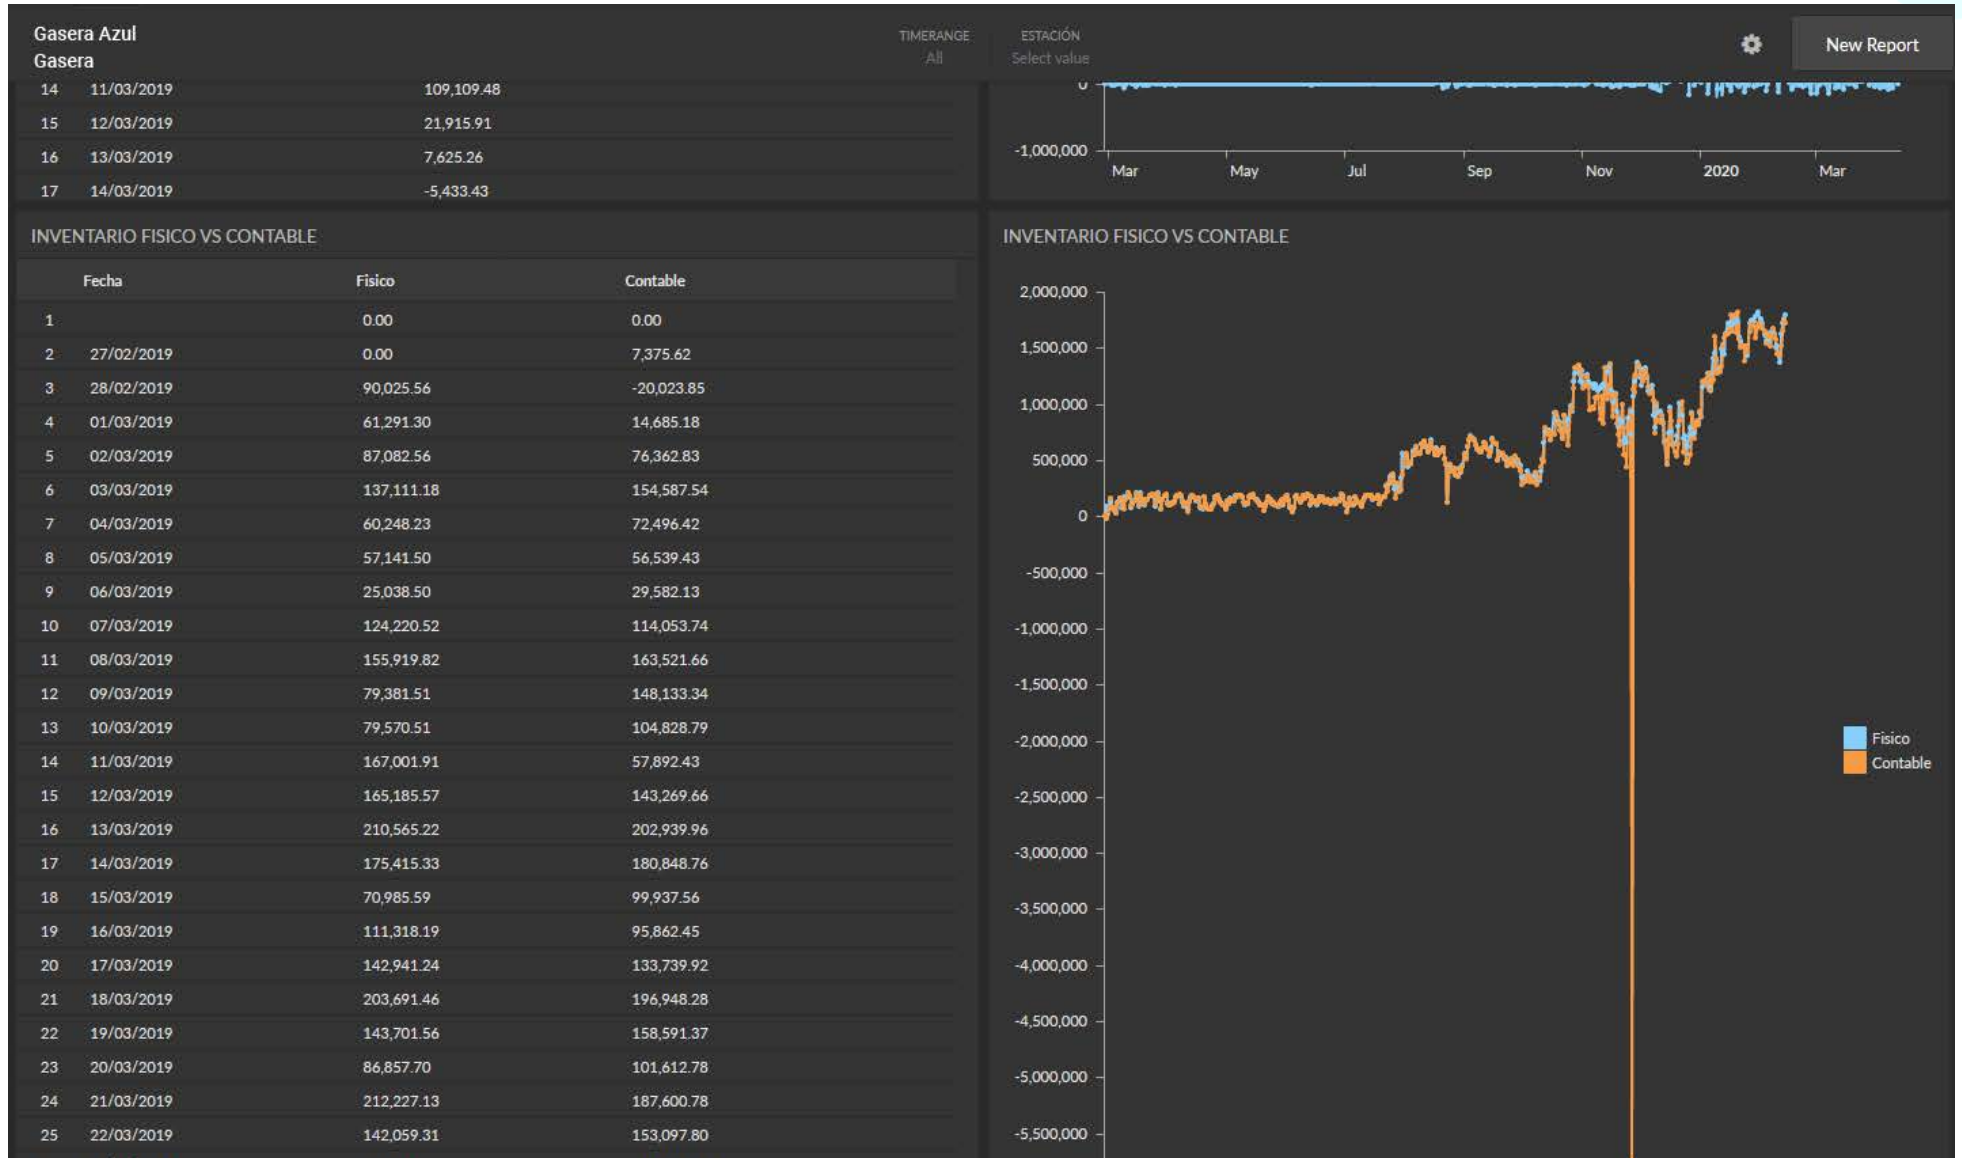 Gasera Azul
Gasera
TIMERANGE
All
ESTACIÓN
Select value
New Report
14 11/03/2019 109,109.48
15 12/03/2019 21,915.91
16 13/03/2019 7,625.26
17 14/03/2019 -5,433.43
0
-1,000,000
Mar May Jul Sep Nov 2020 Mar
INVENTARIO FISICO VS CONTABLE
Fecha Fisico Contable
1 0.00 0.00
2 27/02/2019 0.00 7,375.62
3 28/02/2019 90,025.56 -20,023.85
4 01/03/2019 61,291.30 14,685.18
5 02/03/2019 87,082.56 76,362.83
6 03/03/2019 137,111.18 154,587.54
7 04/03/2019 60,248.23 72,496.42
8 05/03/2019 57,141.50 56,539.43
9 06/03/2019 25,038.50 29,582.13
10 07/03/2019 124,220.52 114,053.74
11 08/03/2019 155,919.82 163,521.66
12 09/03/2019 79,381.51 148,133.34
13 10/03/2019 79,570.51 104,828.79
14 11/03/2019 167,001.91 57,892.43
15 12/03/2019 165,185.57 143,269.66
16 13/03/2019 210,565.22 202,939.96
17 14/03/2019 175,415.33 180,848.76
18 15/03/2019 70,985.59 99,937.56
19 16/03/2019 111,318.19 95,862.45
20 17/03/2019 142,941.24 133,739.92
21 18/03/2019 203,691.46 196,948.28
22 19/03/2019 143,701.56 158,591.37
23 20/03/2019 86,857.70 101,612.78
24 21/03/2019 212,227.13 187,600.78
25 22/03/2019 142,059.31 153,097.80
INVENTARIO FISICO VS CONTABLE
2,000,000
1,500,000
1,000,000
500,000
0
-500,000
-1,000,000
-1,500,000
-2,000,000
-2,500,000
-3,000,000
-3,500,000
-4,000,000
-4,500,000
-5,000,000
-5,500,000
Fisico
Contable